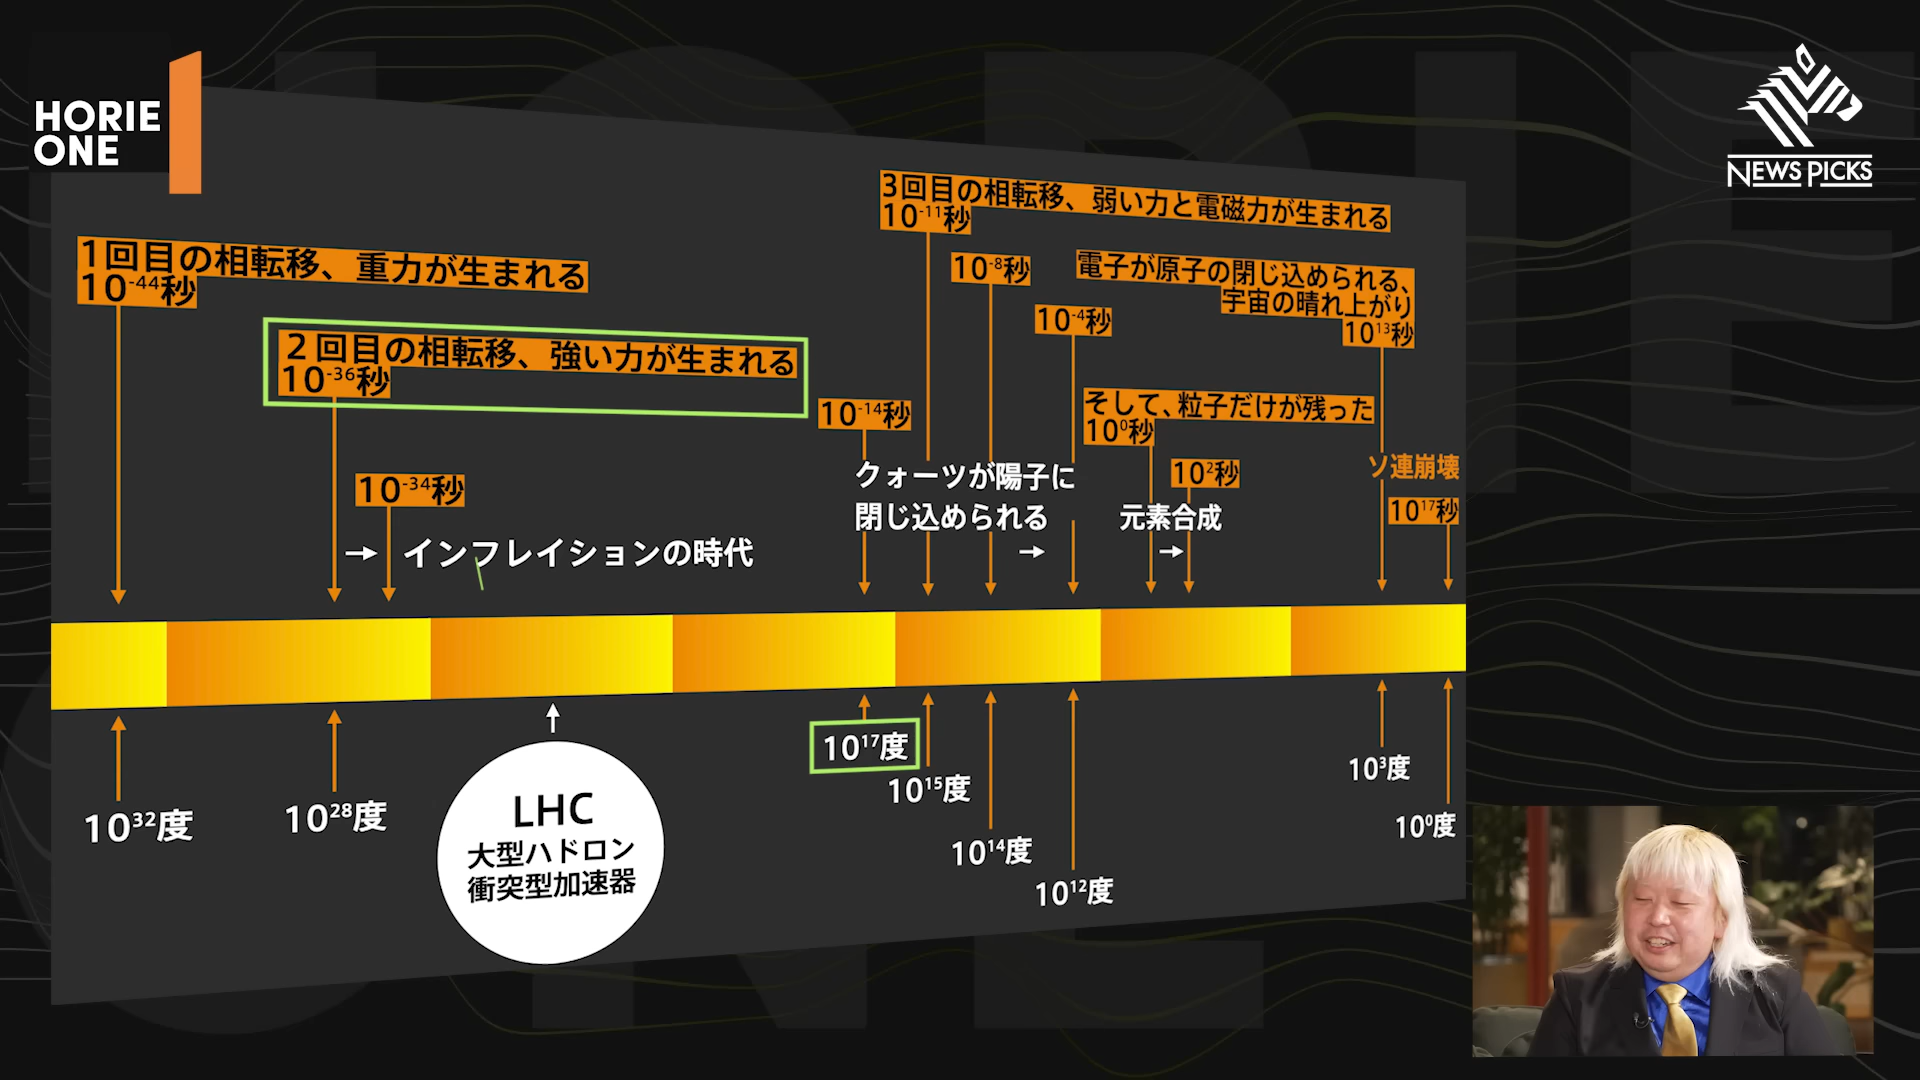 HORIE
ONE
1
NEWSPICKS
1回目の相転移、重力が生まれる
10⁻⁴⁴秒
2回目の相転移、強い力が生まれる
10⁻³⁶秒
10⁻³⁴秒
→ インフレイションの時代
3回目の相転移、弱い力と電磁力が生まれる
10⁻¹¹秒
10⁻⁸秒
10⁻⁴秒
10⁻¹⁴秒
クォーツが陽子に
閉じ込められる
→
電子が原子の閉じ込められる、
宇宙の晴れ上がり
10¹³秒
そして、粒子だけが残った
10⁰秒
10²秒
元素合成
→
ソ連崩壊
10¹⁷秒
10³²度
10²⁸度
LHC
大型ハドロン
衝突型加速器
10¹⁷度
10¹⁵度
10¹⁴度
10¹²度
10³度
10⁰度